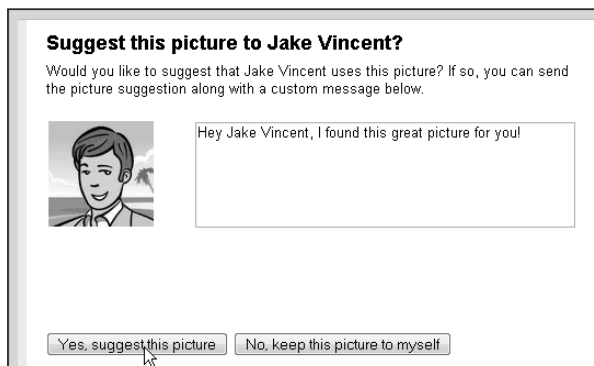 Suggest this picture to Jake Vincent?
Would you like to suggest that Jake Vincent uses this picture? If so, you can send
the picture suggestion along with a custom message below.
Hey Jake Vincent, I found this great picture for you!
Yes, suggest this picture
No, keep this picture to myself